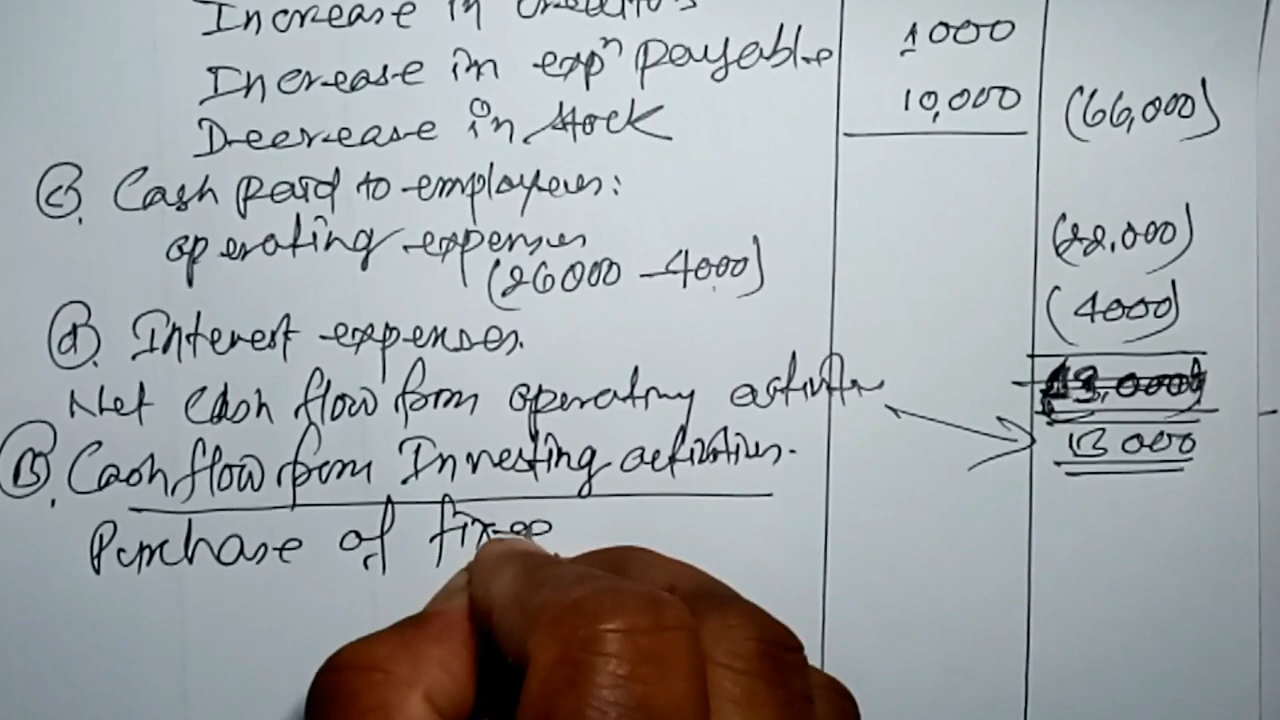 Increase in Creditors
1000
Increase in expn payable
10,000
Decrease in stock
(66,000)
C. Cash paid to employees:
operating expenses
(22,000)
(26000 - 4000)
d. Interest expenses.
(4000)
Net cash flow from operating activities
13,000
13 000
B. Cash flow from Investing activities.
Purchase of fixe